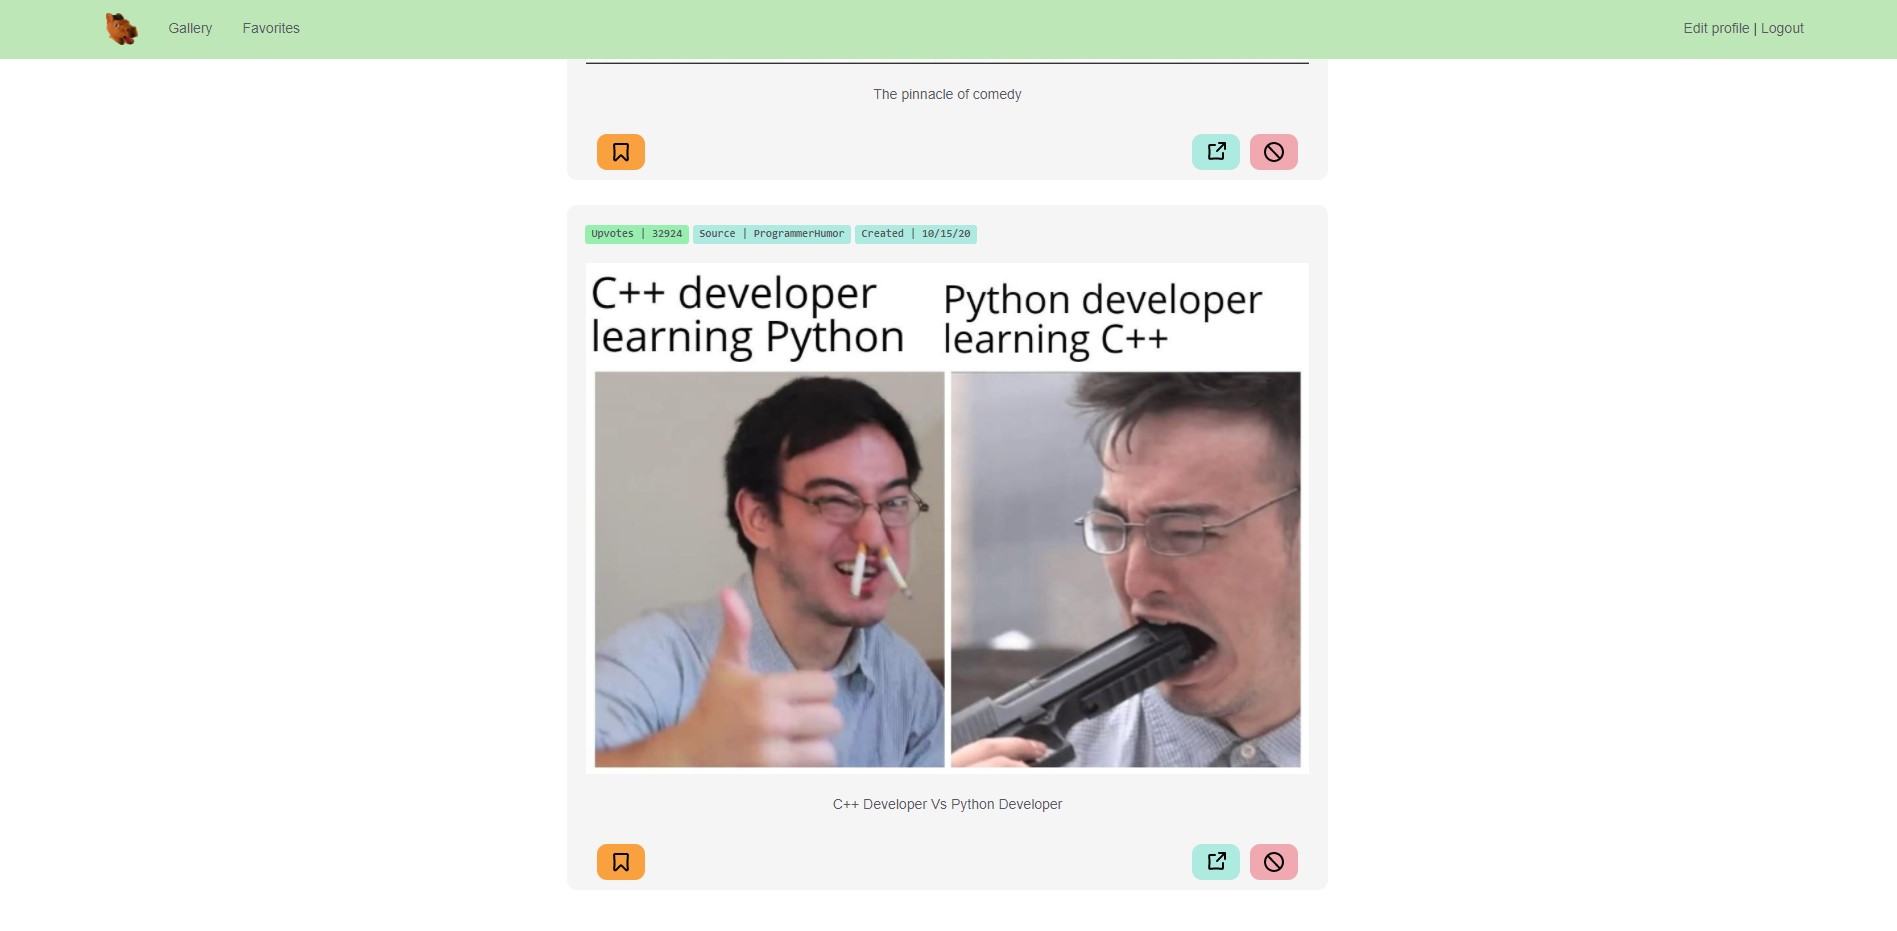 Gallery Favorites Edit profile | Logout
The pinnacle of comedy
Upvotes | 32924 Source | ProgrammerHumor Created | 10/15/20
C++ developer
learning Python
Python developer
learning C++
C++ Developer Vs Python Developer